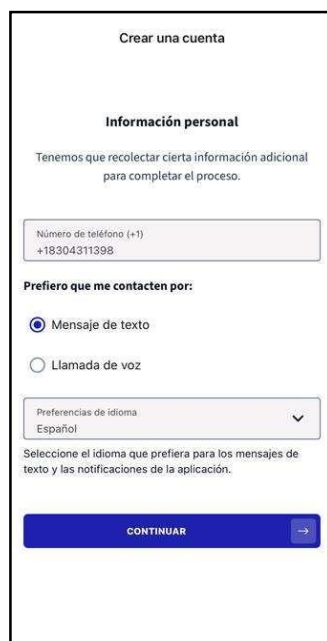 Crear una cuenta
Información personal
Tenemos que recolectar cierta información adicional
para completar el proceso.
Número de teléfono (+1)
+18304311398
Prefiero que me contacten por:
Mensaje de texto
Llamada de voz
Preferencias de idioma
Español
Seleccione el idioma que prefiera para los mensajes de
texto y las notificaciones de la aplicación.
CONTINUAR